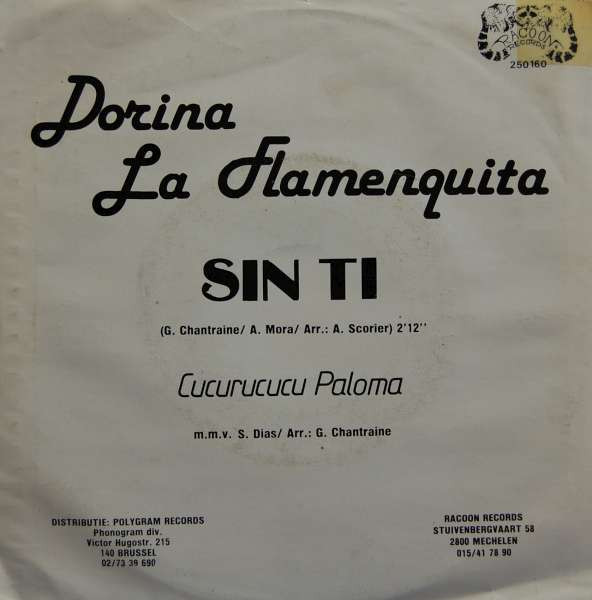 RACOON
RECORDS
250160
Dorina
La Flamenquita
SIN TI
(G. Chantraine/ A. Mora/ Arr.: A. Scorier) 2'12''
Cucurucucu Paloma
m.m.v. S. Dias/ Arr.: G. Chantraine
DISTRIBUTIE: POLYGRAM RECORDS
Phonogram div.
Victor Hugostr. 215
140 BRUSSEL
02/73 39 690
RACOON RECORDS
STUIVENBERGVAART 58
2800 MECHELEN
015/41 78 90